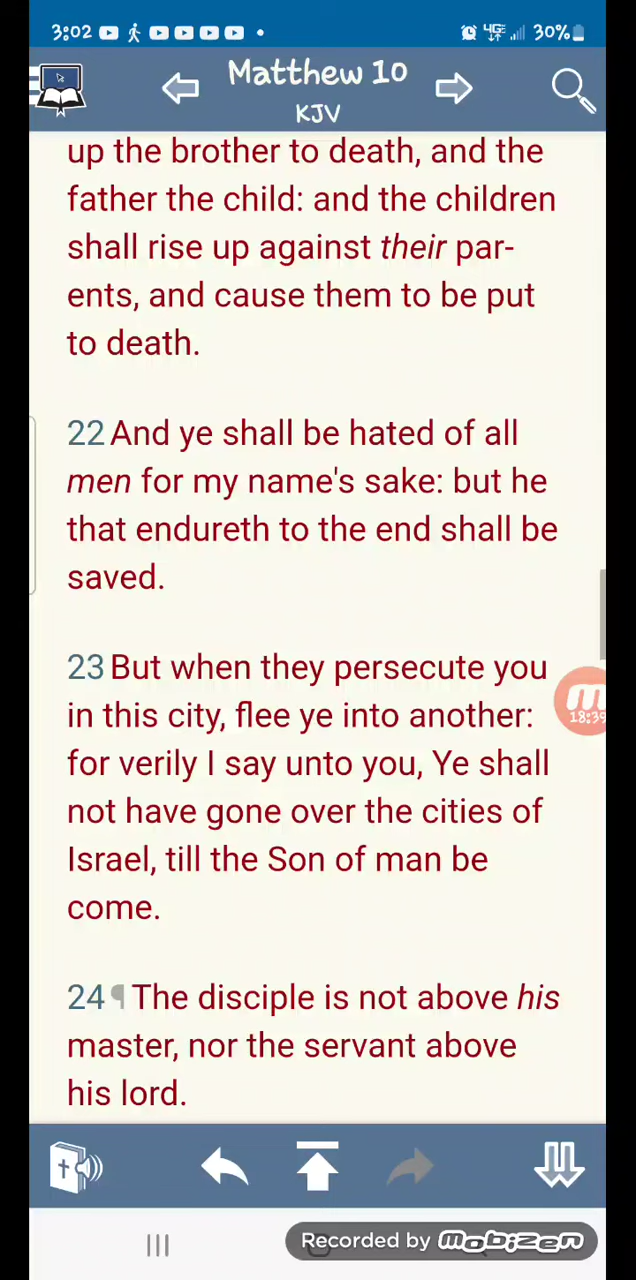 3:02
30%
Matthew 10
KJV
up the brother to death, and the
father the child: and the children
shall rise up against their par-
ents, and cause them to be put
to death.
22 And ye shall be hated of all
men for my name's sake: but he
that endureth to the end shall be
saved.
23 But when they persecute you
in this city, flee ye into another:
for verily I say unto you, Ye shall
not have gone over the cities of
Israel, till the Son of man be
come.
18:39
24 ¶ The disciple is not above his
master, nor the servant above
his lord.
Recorded by mobizen